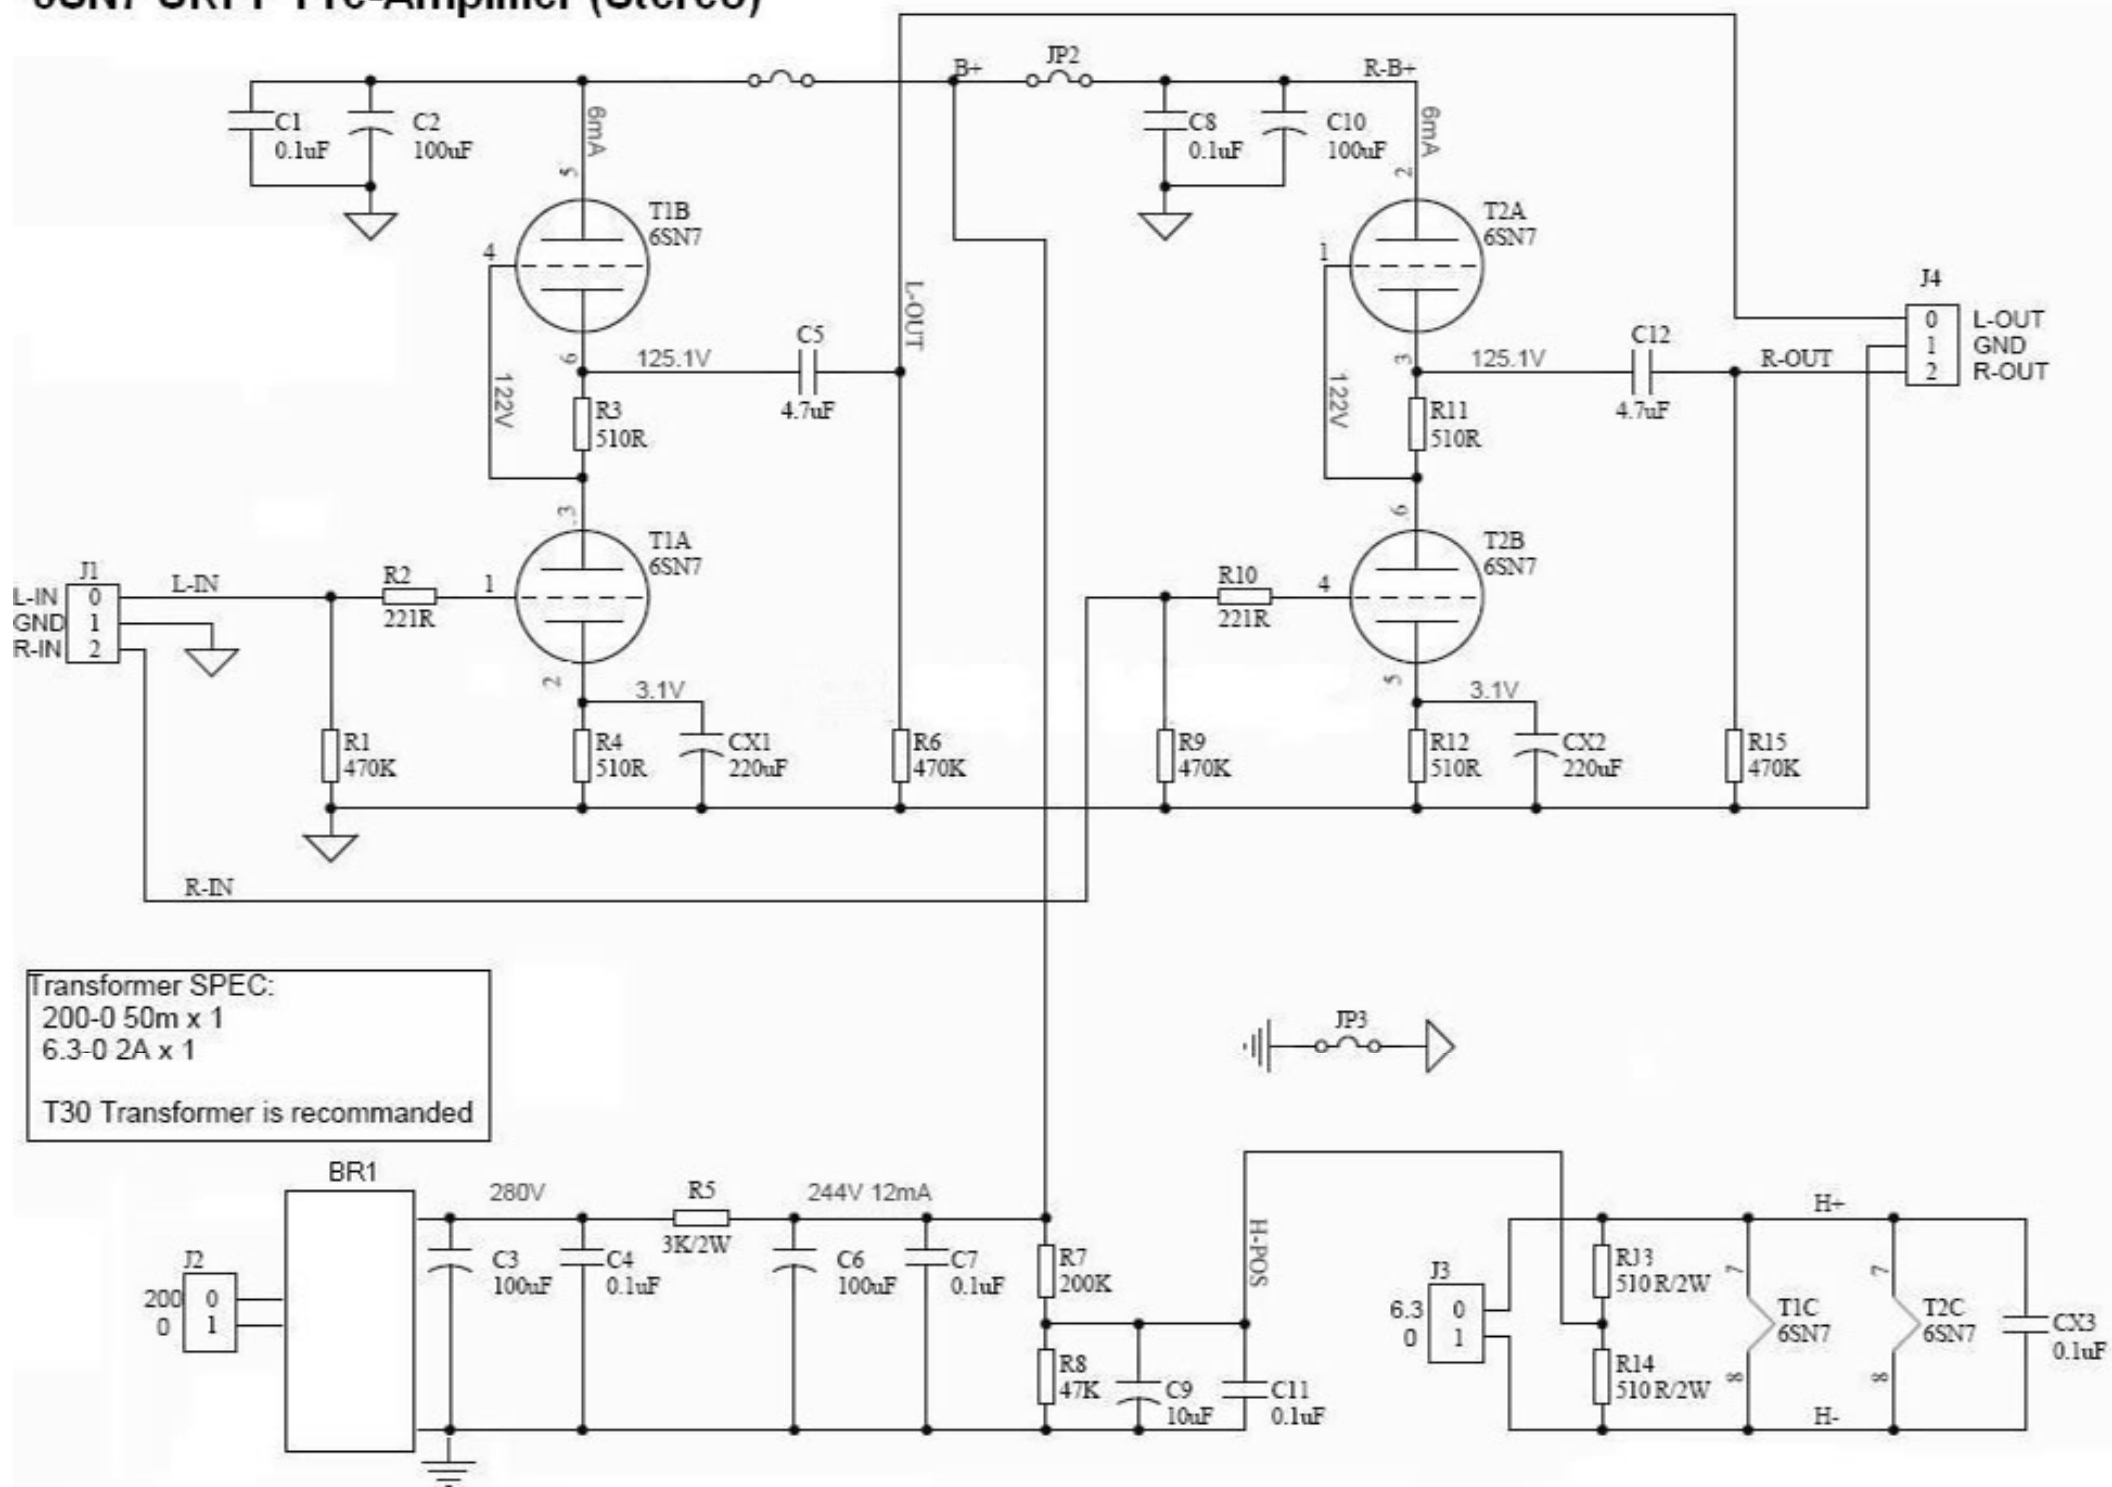 6SN7 SRPP Pre-Amplifier (Stereo)
B+
JP2
R-B+
C1
0.1uF
C2
100uF
6mA
5
C8
0.1uF
C10
100uF
6mA
2
T1B
6SN7
4
T2A
6SN7
1
L-OUT
J4
0 L-OUT
1 GND
2 R-OUT
6
125.1V
C5
4.7uF
122V
R3
510R
3
125.1V
C12
4.7uF
R-OUT
122V
R11
510R
3
T1A
6SN7
6
T2B
6SN7
J1
L-IN 0
GND 1
R-IN 2
L-IN
R2
221R
1
R10
221R
4
2
3.1V
5
3.1V
R1
470K
R4
510R
CX1
220uF
R6
470K
R9
470K
R12
510R
CX2
220uF
R15
470K
R-IN
Transformer SPEC:
200-0 50m x 1
6.3-0 2A x 1
T30 Transformer is recommanded
JP3
BR1
280V
R5
3K/2W
244V 12mA
H+
J2
200 0
0 1
C3
100uF
C4
0.1uF
C6
100uF
C7
0.1uF
R7
200K
H-POS
R8
47K
C9
10uF
C11
0.1uF
J3
6.3 0
0 1
R13
510R/2W
R14
510R/2W
7
T1C
6SN7
8
7
T2C
6SN7
8
CX3
0.1uF
H-